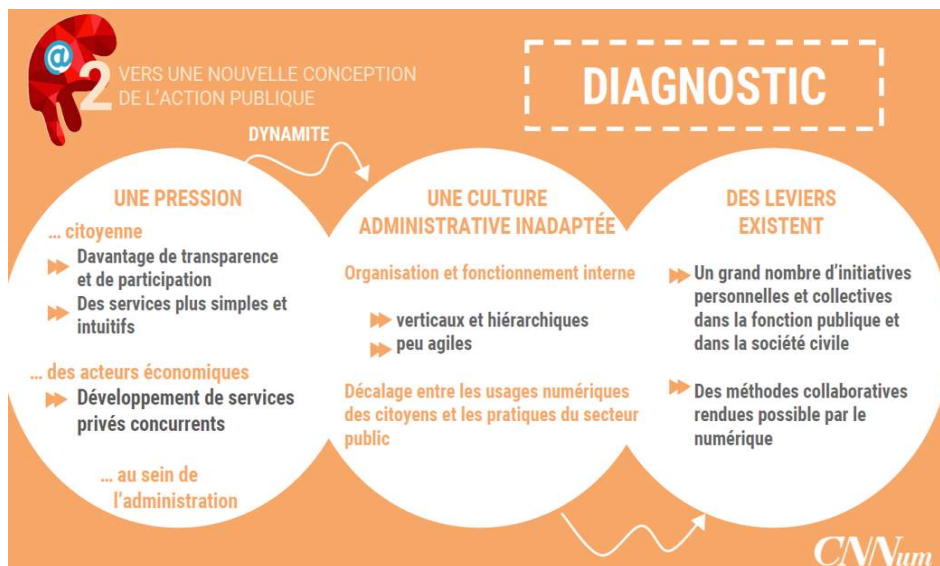 @
2 VERS UNE NOUVELLE CONCEPTION
DE L'ACTION PUBLIQUE
DIAGNOSTIC
DYNAMITE
UNE PRESSION
... citoyenne
Davantage de transparence
et de participation
Des services plus simples et
intuitifs
... des acteurs économiques
Développement de services
privés concurrents
... au sein de
l'administration
UNE CULTURE
ADMINISTRATIVE INADAPTÉE
Organisation et fonctionnement interne
verticaux et hiérarchiques
peu agiles
Décalage entre les usages numériques
des citoyens et les pratiques du secteur
public
DES LEVIERS
EXISTENT
Un grand nombre d'initiatives
personnelles et collectives
dans la fonction publique et
dans la société civile
Des méthodes collaboratives
rendues possible par le
numérique
CNNum